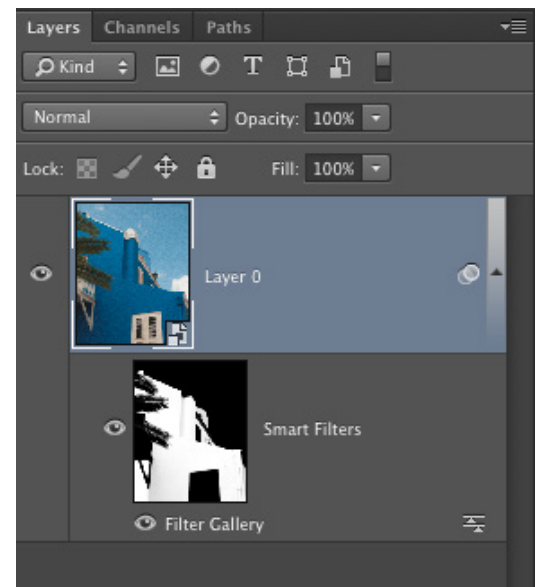 Layers Channels Paths
Kind T
Normal Opacity: 100%
Lock: Fill: 100%
Layer 0
Smart Filters
Filter Gallery